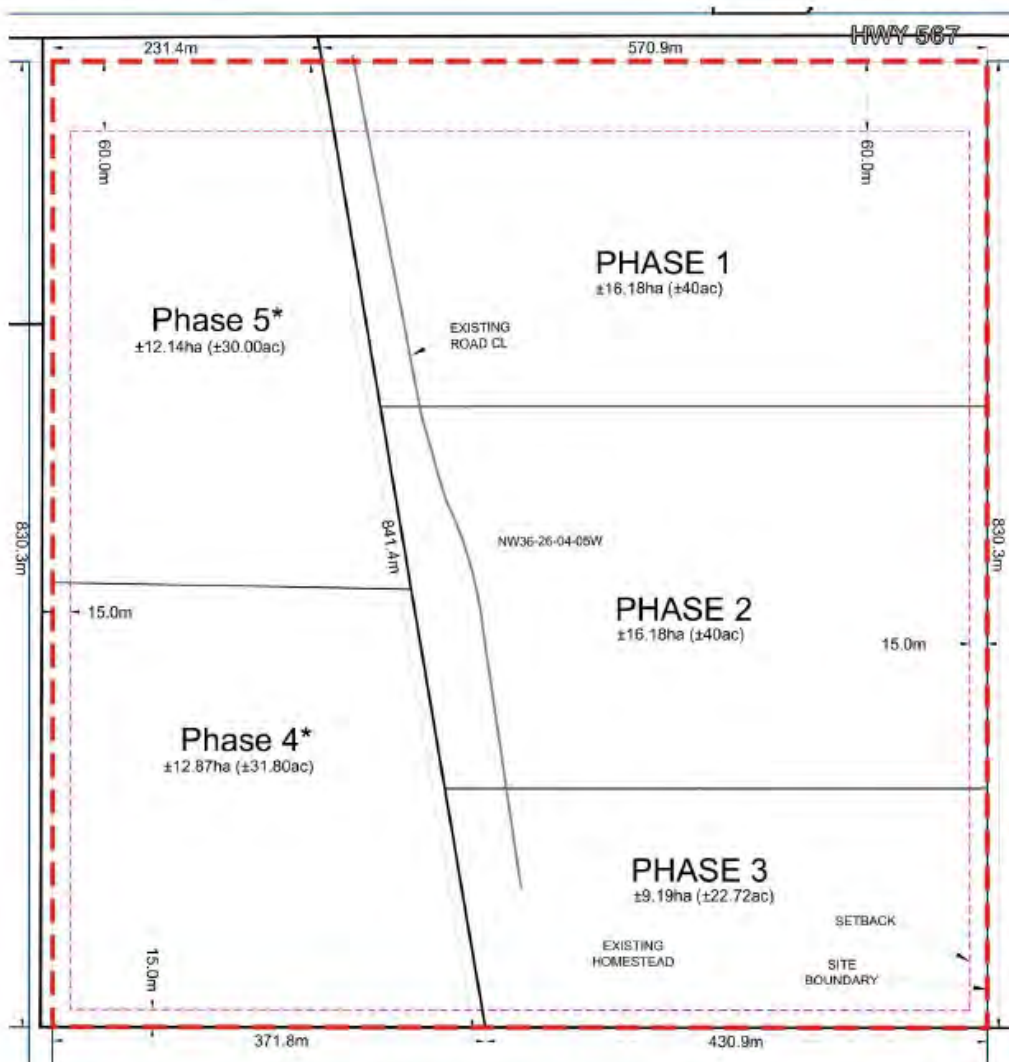 HWY 567
231.4m
570.9m
60.0m
60.0m
PHASE 1
±16.18ha (±40ac)
Phase 5*
±12.14ha (±30.00ac)
EXISTING
ROAD CL
830.3m
841.4m
NW36-26-04-05W
830.3m
15.0m
PHASE 2
±16.18ha (±40ac)
15.0m
Phase 4*
±12.87ha (±31.80ac)
PHASE 3
±9.19ha (±22.72ac)
SETBACK
EXISTING
HOMESTEAD
SITE
BOUNDARY
15.0m
371.8m
430.9m